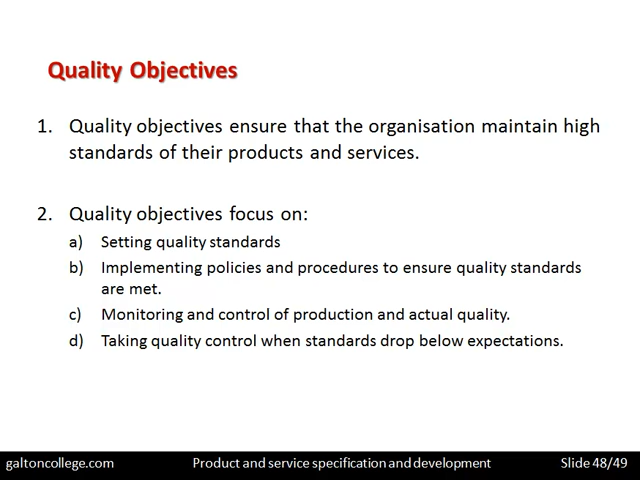 Quality Objectives
1. Quality objectives ensure that the organisation maintain high
standards of their products and services.
2. Quality objectives focus on:
a) Setting quality standards
b) Implementing policies and procedures to ensure quality standards
are met.
c) Monitoring and control of production and actual quality.
d) Taking quality control when standards drop below expectations.
galtoncollege.com Product and service specification and development Slide 48/49